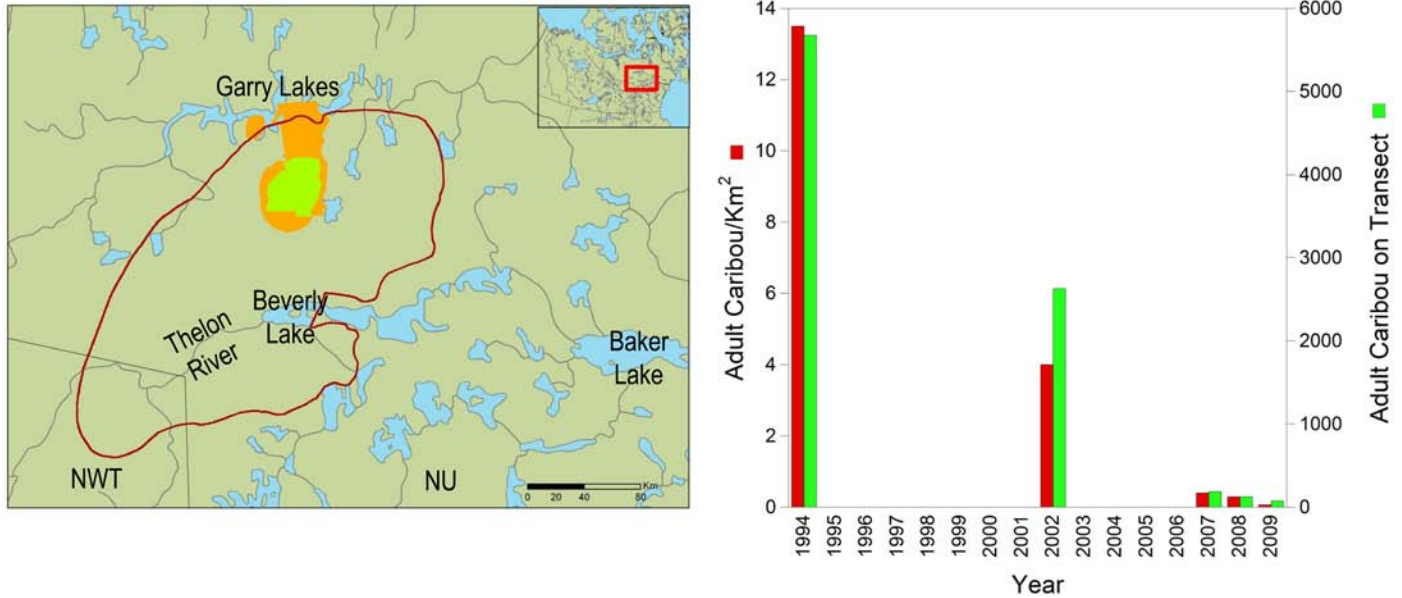 Garry Lakes
Beverly
Lake
Thelon
River
Baker
Lake
NWT
NU
Km
0 20 40 80
14
12
10
8
6
4
2
0
Adult Caribou/Km²
6000
5000
4000
3000
2000
1000
0
Adult Caribou on Transect
1994 1995 1996 1997 1998 1999 2000 2001 2002 2003 2004 2005 2006 2007 2008 2009
Year